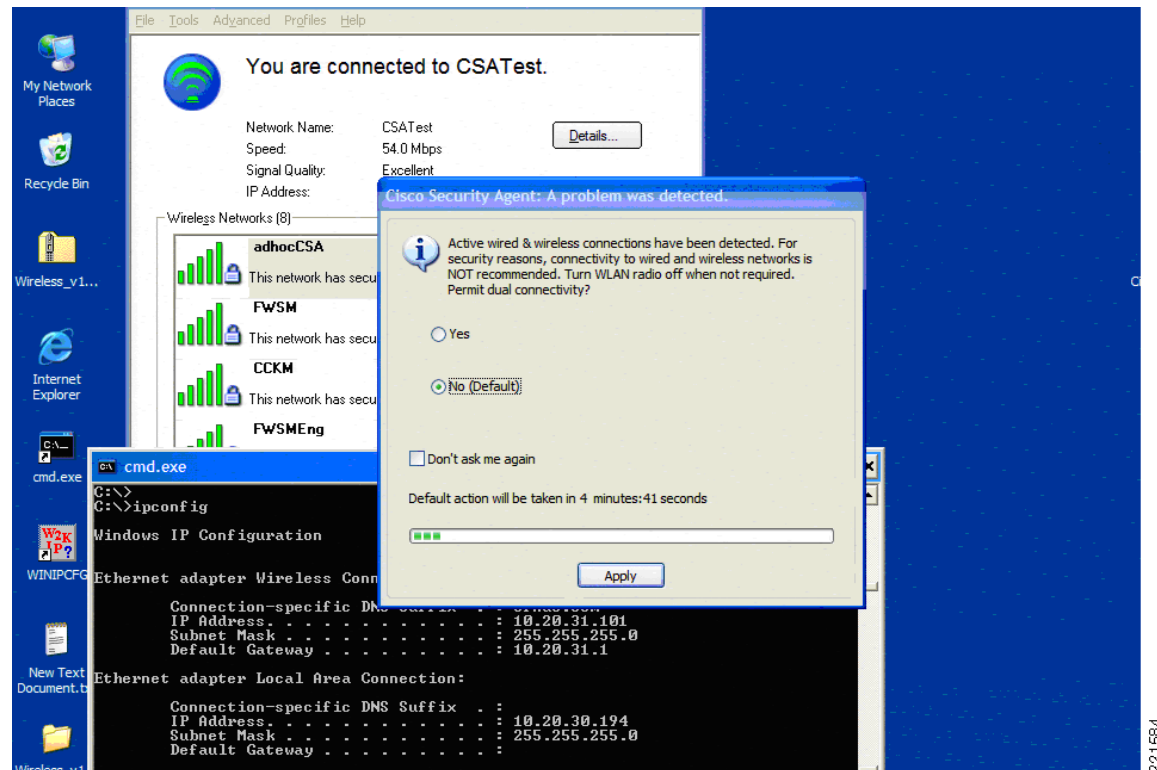 File Tools Advanced Profiles Help
My Network
Places
Recycle Bin
Wireless_v1...
Internet
Explorer
cmd.exe
WINIPCFG
New Text
You are connected to CSATest.
Network Name: CSATest
Speed: 54.0 Mbps
Signal Quality: Excellent
IP Address:
Details...
Wireless Networks (8)
adhocCSA
This network has secu
FWSM
This network has secu
CCKM
This network has secu
FWSMEng
Cisco Security Agent: A problem was detected.
Active wired & wireless connections have been detected. For
security reasons, connectivity to wired and wireless networks is
NOT recommended. Turn WLAN radio off when not required.
Permit dual connectivity?
Yes
No (Default)
Don't ask me again
Default action will be taken in 4 minutes:41 seconds
Apply
cmd.exe
C:\>
C:\>ipconfig
Windows IP Configuration
Ethernet adapter Wireless Conn
Connection-specific DNS Suffix . :
IP Address. . . . . . . . . . . . : 10.20.31.101
Subnet Mask . . . . . . . . . . . : 255.255.255.0
Default Gateway . . . . . . . . . : 10.20.31.1
Ethernet adapter Local Area Connection:
Connection-specific DNS Suffix . :
IP Address. . . . . . . . . . . . : 10.20.30.194
Subnet Mask . . . . . . . . . . . : 255.255.255.0
Default Gateway . . . . . . . . . :
221584